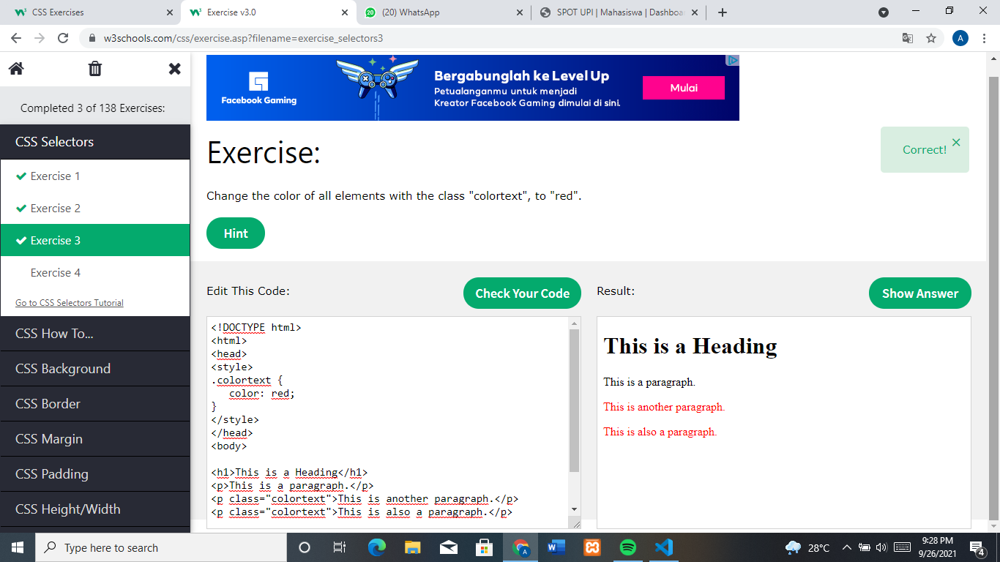 CSS Exercises
Exercise v3.0
(20) WhatsApp
SPOT UPI | Mahasiswa | Dashboa
w3schools.com/css/exercise.asp?filename=exercise_selectors3
A
Completed 3 of 138 Exercises:
CSS Selectors
Exercise 1
Exercise 2
Exercise 3
Exercise 4
Go to CSS Selectors Tutorial
CSS How To...
CSS Background
CSS Border
CSS Margin
CSS Padding
CSS Height/Width
Facebook Gaming
Bergabunglah ke Level Up
Petualanganmu untuk menjadi
Kreator Facebook Gaming dimulai di sini.
Mulai
Exercise:
Correct!
Change the color of all elements with the class "colortext", to "red".
Hint
Edit This Code:
Check Your Code
<!DOCTYPE html>
<html>
<head>
<style>
.colortext {
   color: red;
}
</style>
</head>
<body>

<h1>This is a Heading</h1>
<p>This is a paragraph.</p>
<p class="colortext">This is another paragraph.</p>
<p class="colortext">This is also a paragraph.</p>
Result:
Show Answer
This is a Heading
This is a paragraph.
This is another paragraph.
This is also a paragraph.
Type here to search
28°C
9:28 PM
9/26/2021
4